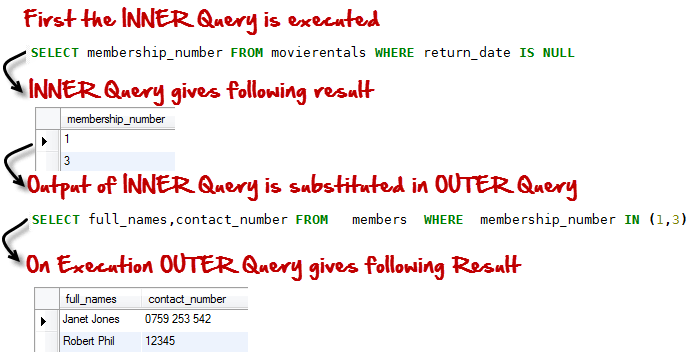 First the INNER Query is executed
SELECT membership_number FROM movierentals WHERE return_date IS NULL
INNER Query gives following result
membership_number
1
3
Output of INNER Query is substituted in OUTER Query
SELECT full_names,contact_number FROM members WHERE membership_number IN (1,3)
On Execution OUTER Query gives following Result
full_names contact_number
Janet Jones 0759 253 542
Robert Phil 12345